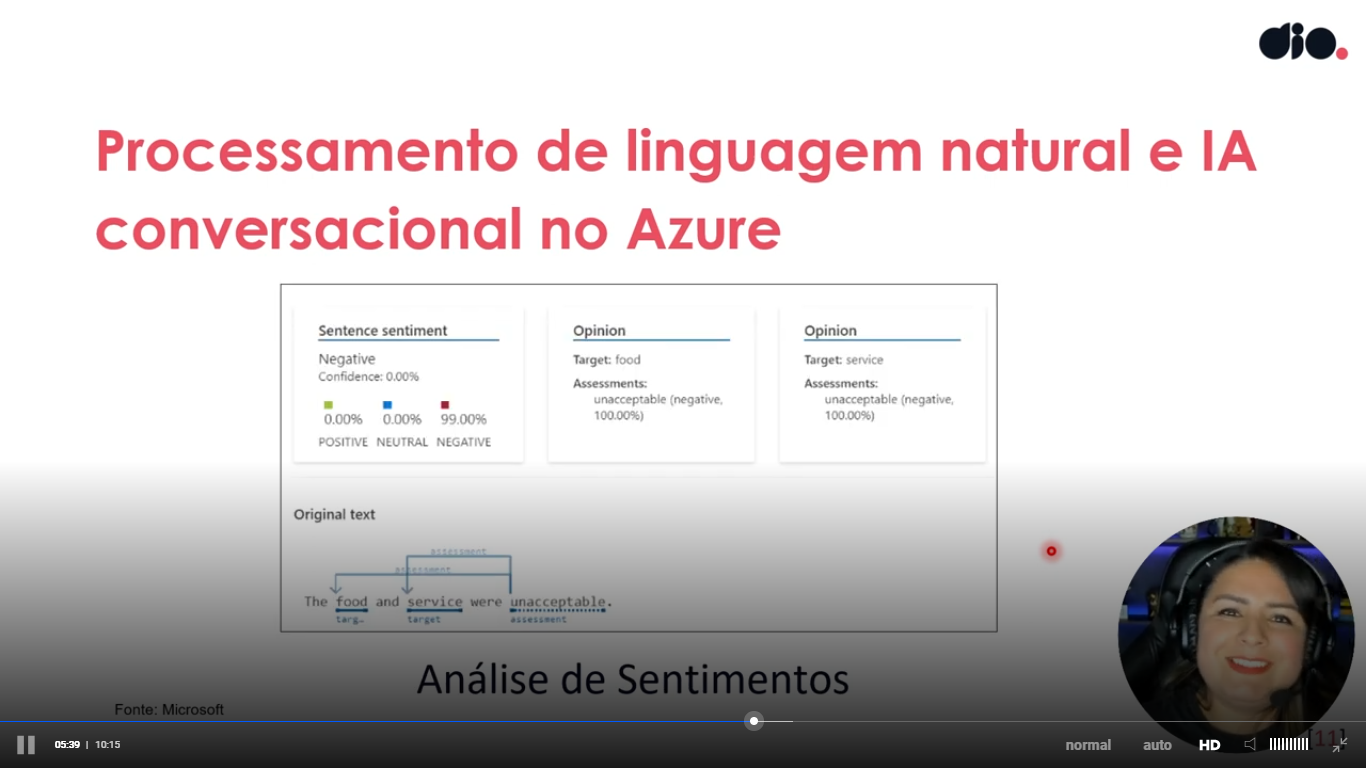 dio.
Processamento de linguagem natural e IA
conversacional no Azure
Sentence sentiment
Negative
Confidence: 0.00%
0.00% 0.00% 99.00%
POSITIVE NEUTRAL NEGATIVE
Opinion
Target: food
Assessments:
unacceptable (negative,
100.00%)
Opinion
Target: service
Assessments:
unacceptable (negative,
100.00%)
Original text
assessment
assessment
The food and service were unacceptable.
targ… target assessment
Análise de Sentimentos
Fonte: Microsoft
[11]
05:39 | 10:15
normal auto HD